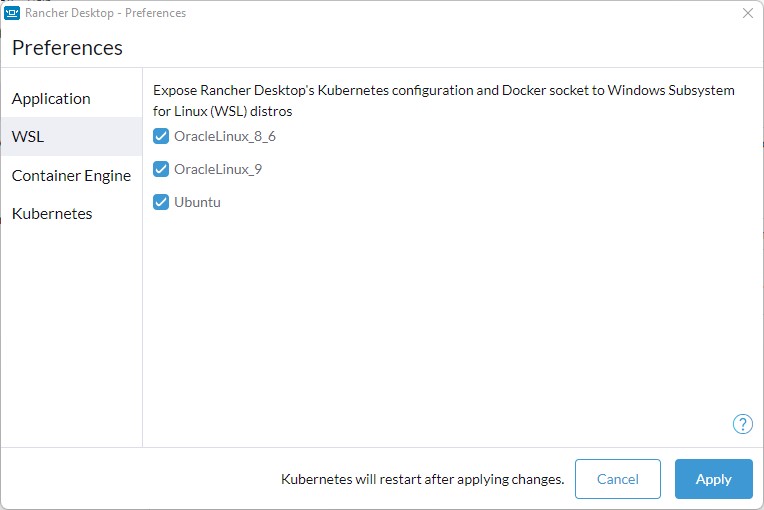 Rancher Desktop - Preferences
Preferences
Application
WSL
Container Engine
Kubernetes
Expose Rancher Desktop's Kubernetes configuration and Docker socket to Windows Subsystem
for Linux (WSL) distros
OracleLinux_8_6
OracleLinux_9
Ubuntu
?
Kubernetes will restart after applying changes.
Cancel
Apply